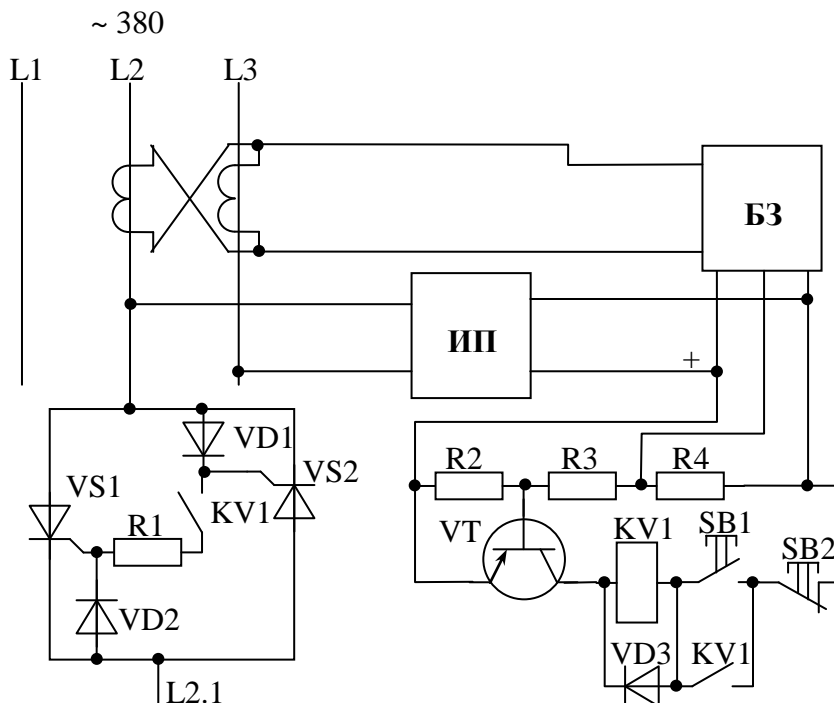 ~ 380
L1 L2 L3
БЗ
ИП
+
VD1
R2 R3 R4
VS1 VS2
R1 KV1
VT KV1 SB1
SB2
VD2
VD3 KV1
L2.1